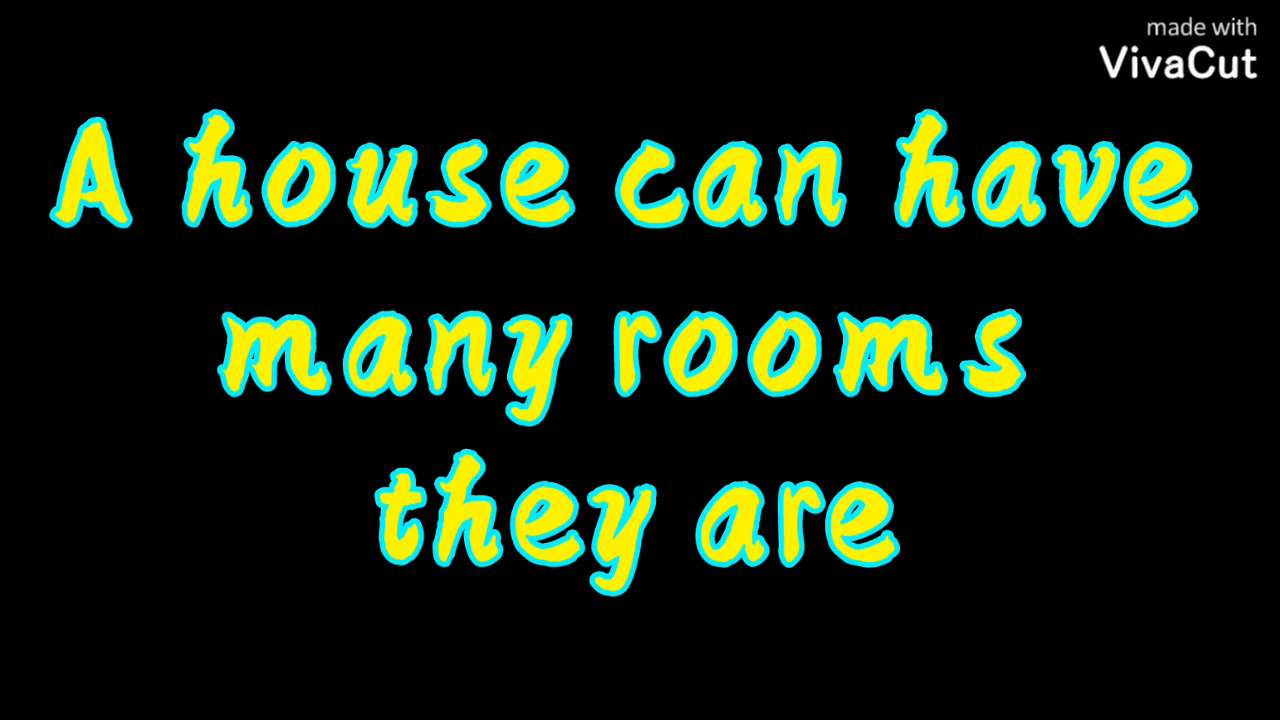 made with
VivaCut
A house can have
many rooms
they are